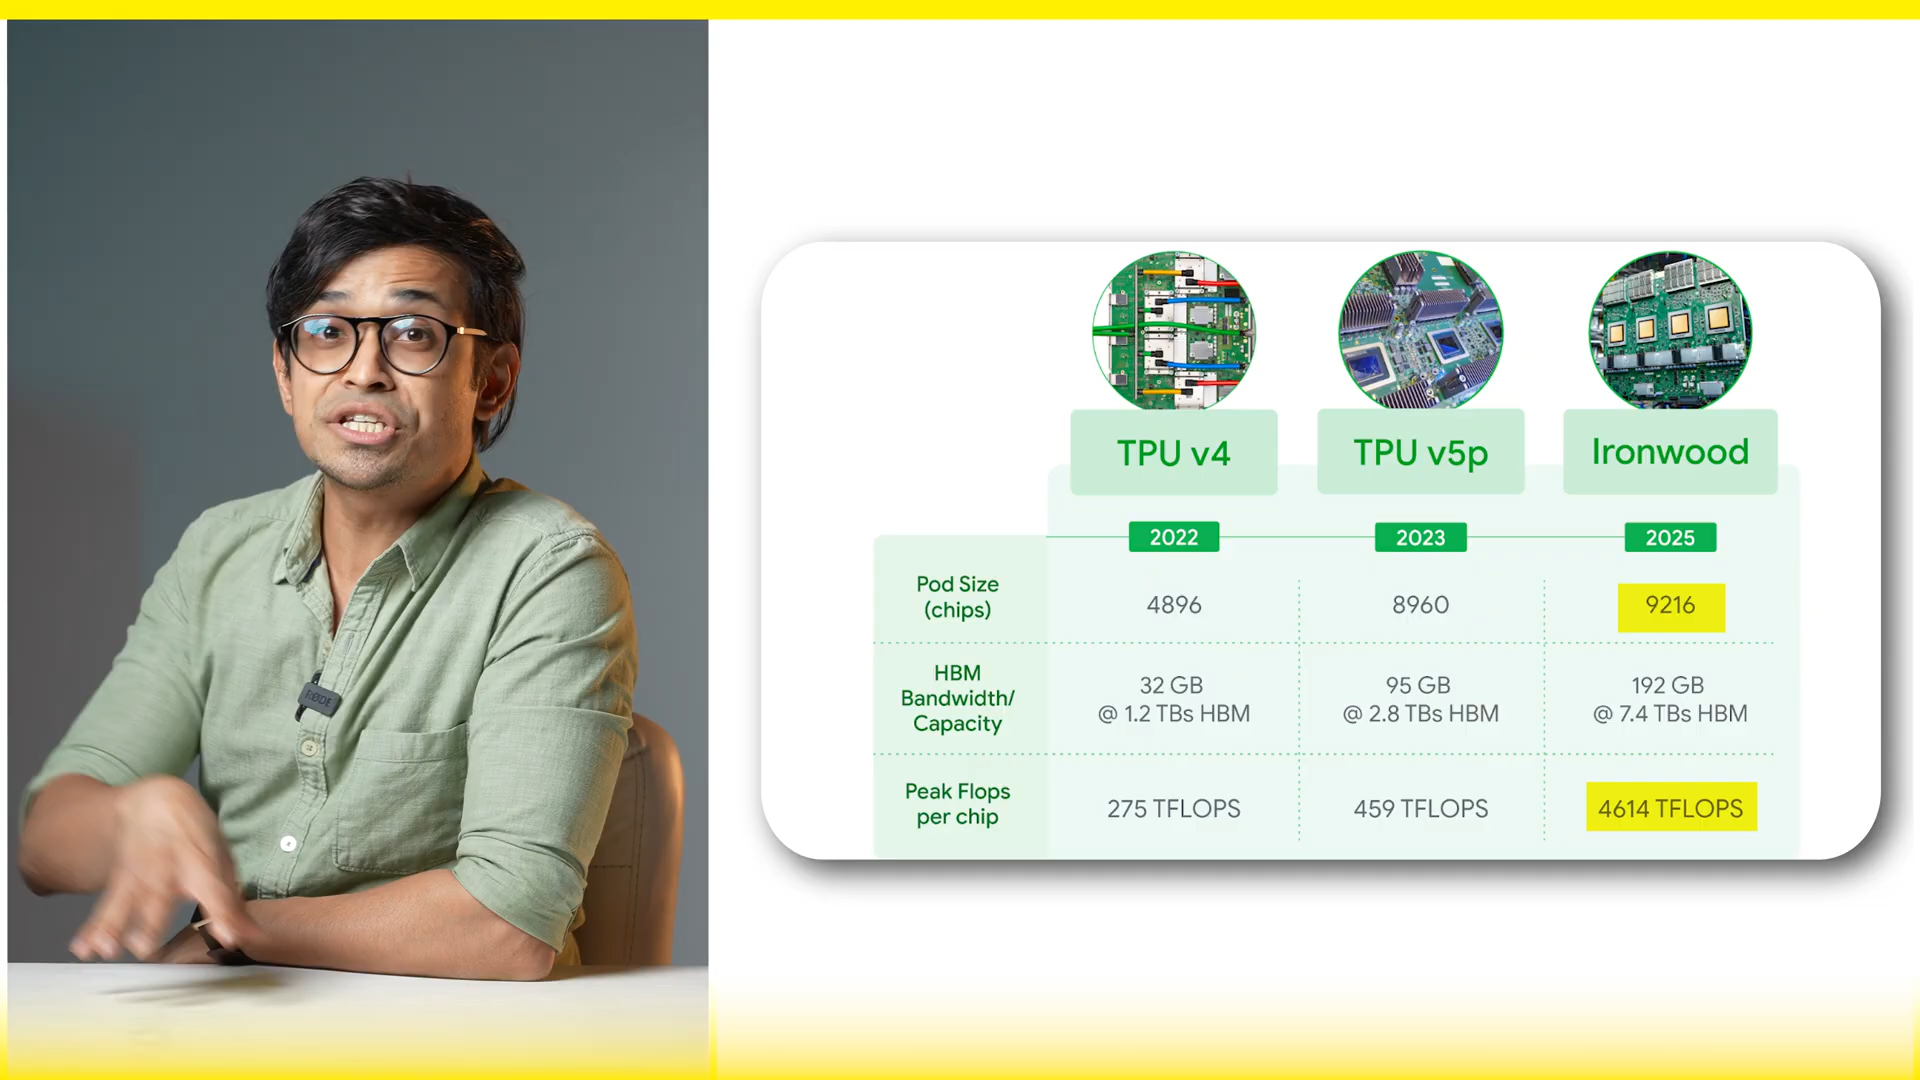 TPU v4
TPU v5p
Ironwood
2022
2023
2025
Pod Size
(chips)
4896
8960
9216
HBM
Bandwidth/
Capacity
32 GB
@ 1.2 TBs HBM
95 GB
@ 2.8 TBs HBM
192 GB
@ 7.4 TBs HBM
Peak Flops
per chip
275 TFLOPS
459 TFLOPS
4614 TFLOPS
RØDE